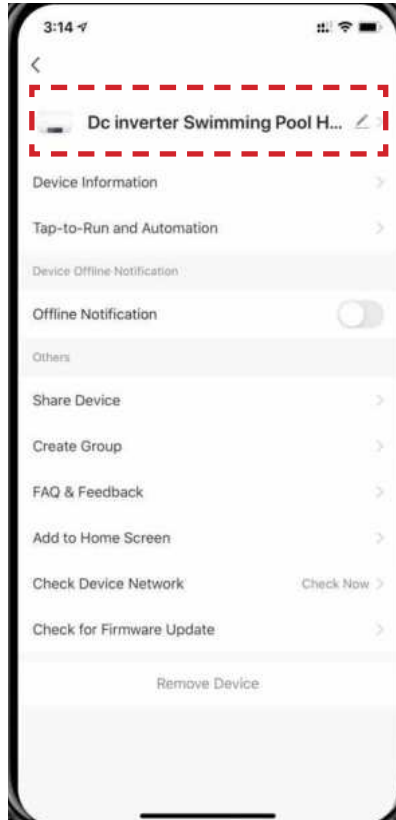 3:14
Dc inverter Swimming Pool H...
Device Information
Tap-to-Run and Automation
Device Offline Notification
Offline Notification
Others
Share Device
Create Group
FAQ & Feedback
Add to Home Screen
Check Device Network Check Now
Check for Firmware Update
Remove Device